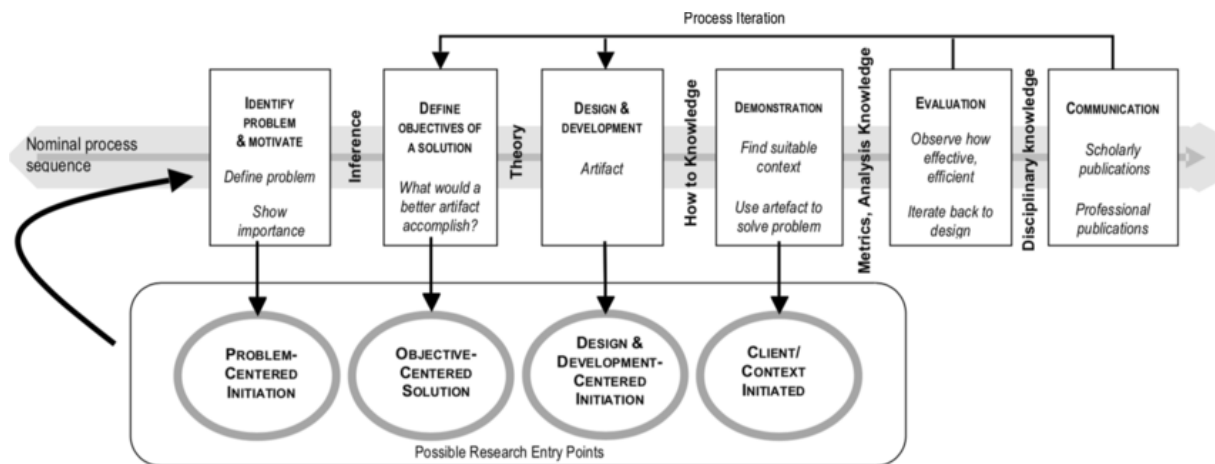 Process Iteration
Nominal process
sequence
IDENTIFY
PROBLEM
& MOTIVATE
Define problem
Show
importance
Inference
DEFINE
OBJECTIVES OF
A SOLUTION
What would a
better artifact
accomplish?
Theory
DESIGN &
DEVELOPMENT
Artifact
How to Knowledge
DEMONSTRATION
Find suitable
context
Use artefact to
solve problem
Metrics, Analysis Knowledge
EVALUATION
Observe how
effective,
efficient
Iterate back to
design
Disciplinary knowledge
COMMUNICATION
Scholarly
publications
Professional
publications
PROBLEM-
CENTERED
INITIATION
OBJECTIVE-
CENTERED
SOLUTION
DESIGN &
DEVELOPMENT-
CENTERED
INITIATION
CLIENT/
CONTEXT
INITIATED
Possible Research Entry Points